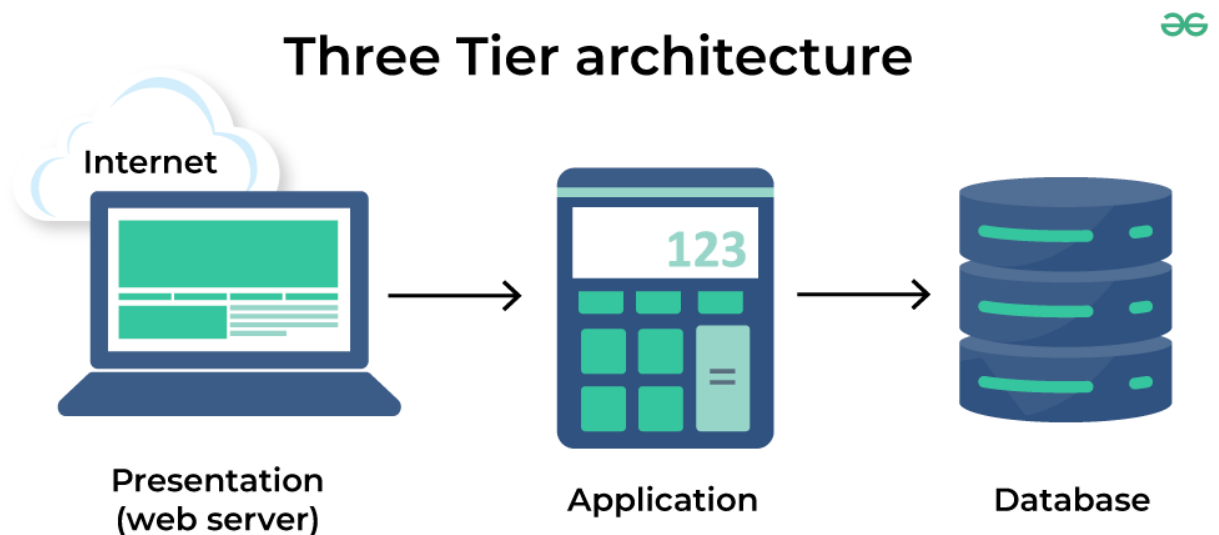 Three Tier architecture
Internet
123
=
Presentation
(web server)
Application
Database